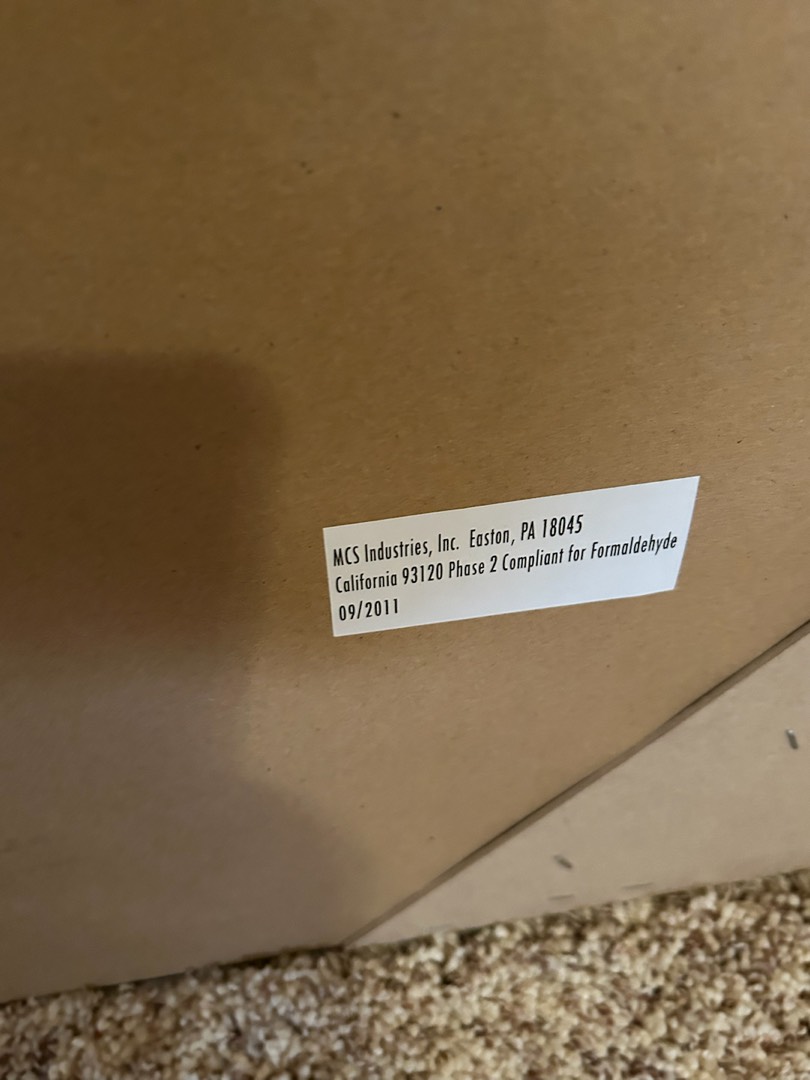 MCS Industries, Inc. Easton, PA 18045
California 93120 Phase 2 Compliant for Formaldehyde
09/2011